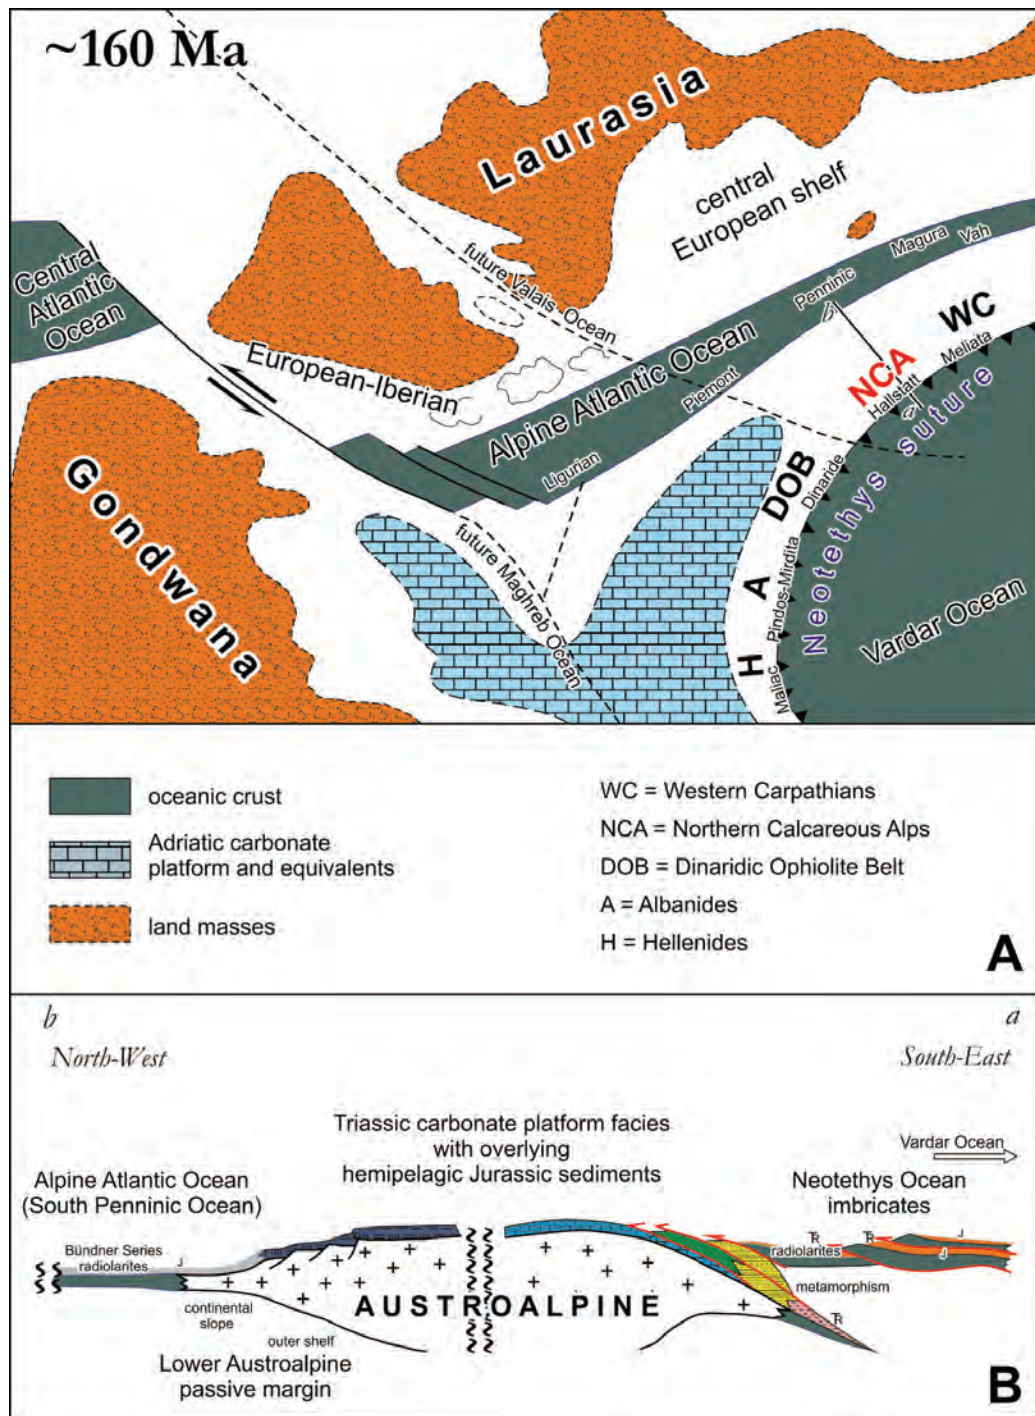 ~160 Ma
Laurasia
central
European shelf
Central
Atlantic
Ocean
future Valais Ocean
Magura
Vah
Penninic
b
WC
European-Iberian
Alpine Atlantic Ocean
Piemont
NCA
Hallstatt
a
Meliata
Neotethys suture
Gondwana
Ligurian
DOB
Dinaride
future Maghreb Ocean
A
Pindos-Mirdita
H
Maliac
Vardar Ocean
oceanic crust
Adriatic carbonate
platform and equivalents
land masses
WC = Western Carpathians
NCA = Northern Calcareous Alps
DOB = Dinaridic Ophiolite Belt
A = Albanides
H = Hellenides
A
b
a
North-West
South-East
Triassic carbonate platform facies
with overlying
hemipelagic Jurassic sediments
Vardar Ocean
Alpine Atlantic Ocean
(South Penninic Ocean)
Neotethys Ocean
imbricates
Bündner Series
radiolarites
J
TR
TR
J
radiolarites
J
metamorphism
AUSTROALPINE
TR
continental
slope
outer shelf
Lower Austroalpine
passive margin
B